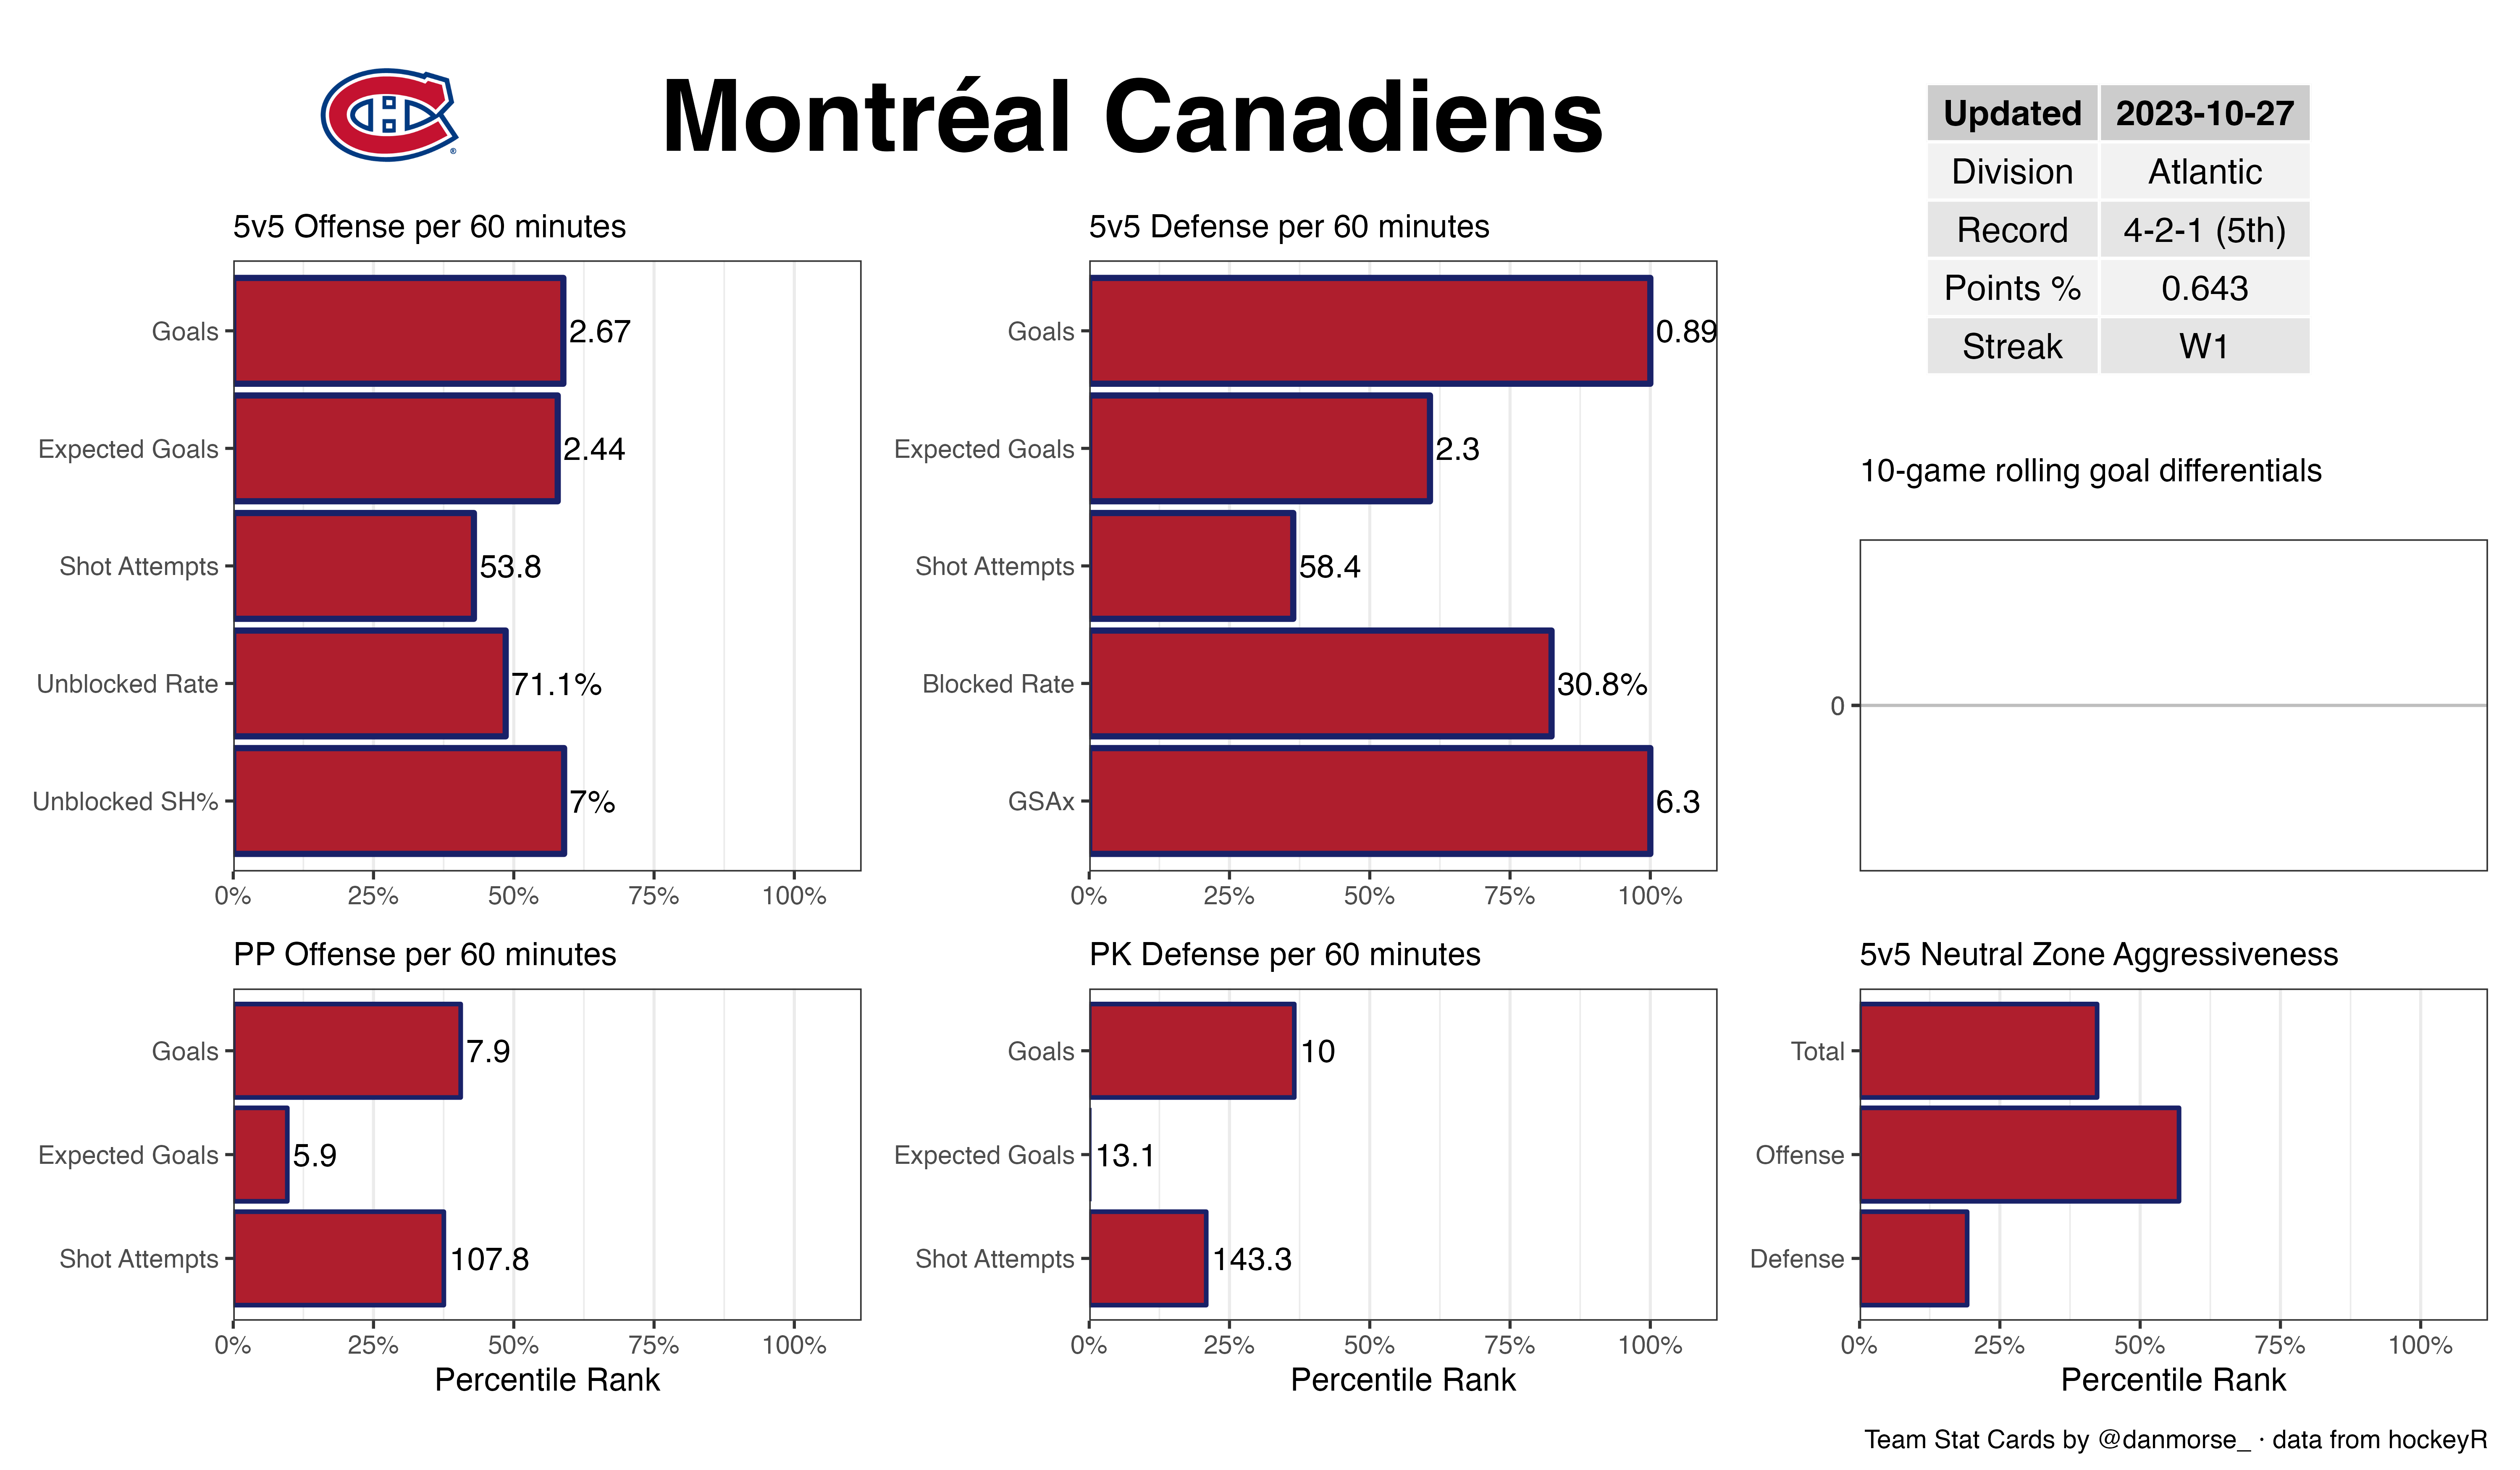 Montréal Canadiens
Updated 2023-10-27
Division Atlantic
Record 4-2-1 (5th)
Points % 0.643
Streak W1
5v5 Offense per 60 minutes
Goals 2.67
Expected Goals 2.44
Shot Attempts 53.8
Unblocked Rate 71.1%
Unblocked SH% 7%
0% 25% 50% 75% 100%
5v5 Defense per 60 minutes
Goals 0.89
Expected Goals 2.3
Shot Attempts 58.4
Blocked Rate 30.8%
GSAx 6.3
0% 25% 50% 75% 100%
10-game rolling goal differentials
0
PP Offense per 60 minutes
Goals 7.9
Expected Goals 5.9
Shot Attempts 107.8
0% 25% 50% 75% 100%
Percentile Rank
PK Defense per 60 minutes
Goals 10
Expected Goals 13.1
Shot Attempts 143.3
0% 25% 50% 75% 100%
Percentile Rank
5v5 Neutral Zone Aggressiveness
Total
Offense
Defense
0% 25% 50% 75% 100%
Percentile Rank
Team Stat Cards by @danmorse_ · data from hockeyR